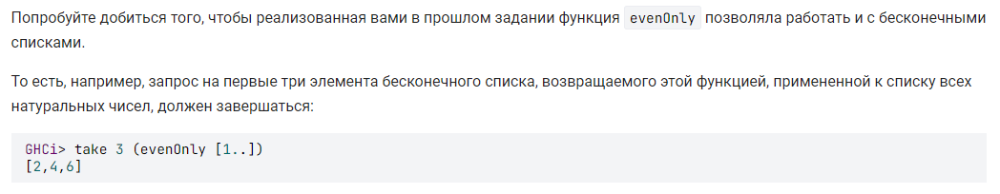 Попробуйте добиться того, чтобы реализованная вами в прошлом задании функция evenOnly позволяла работать и с бесконечными
списками.
То есть, например, запрос на первые три элемента бесконечного списка, возвращаемого этой функцией, примененной к списку всех
натуральных чисел, должен завершаться:
GHCi> take 3 (evenOnly [1..])
[2,4,6]